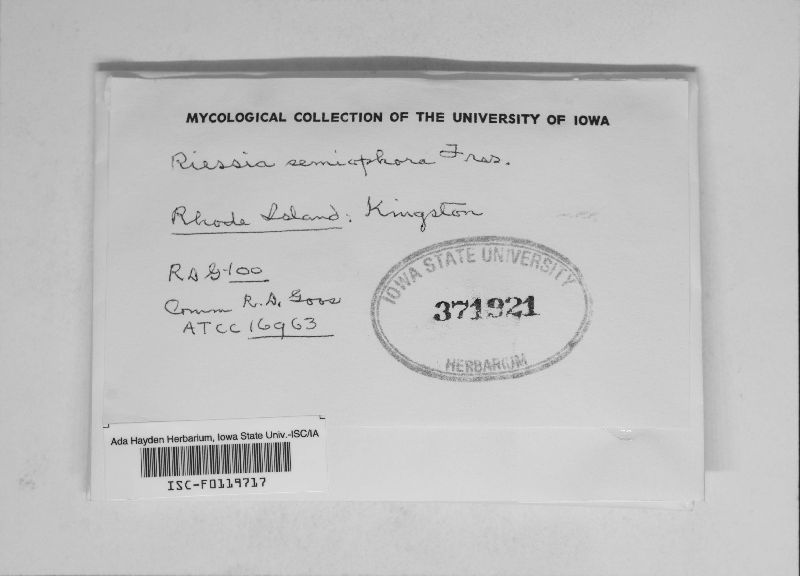 MYCOLOGICAL COLLECTION OF THE UNIVERSITY OF IOWA
Riessia semiophora Fres.
Rhode Island: Kingston
RDG-100
Comm R.D. Goos
ATCC 16963
IOWA STATE UNIVERSITY
371921
HERBARIUM
Ada Hayden Herbarium, Iowa State Univ.-ISC/IA
ISC-F0119717